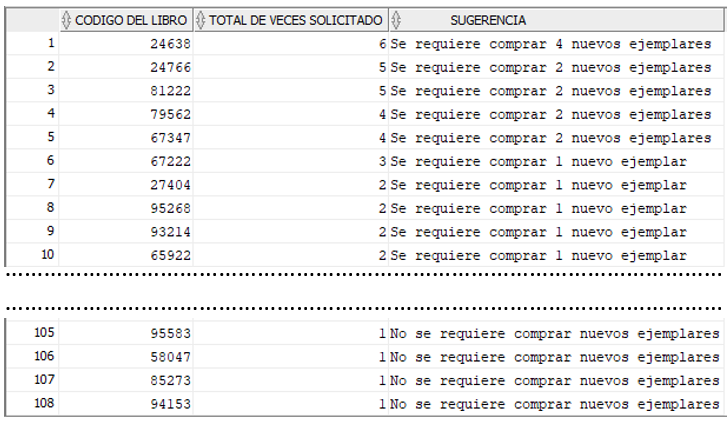 CODIGO DEL LIBRO TOTAL DE VECES SOLICITADO SUGERENCIA
1 24638 6 Se requiere comprar 4 nuevos ejemplares
2 24766 5 Se requiere comprar 2 nuevos ejemplares
3 81222 5 Se requiere comprar 2 nuevos ejemplares
4 79562 4 Se requiere comprar 2 nuevos ejemplares
5 67347 4 Se requiere comprar 2 nuevos ejemplares
6 67222 3 Se requiere comprar 1 nuevo ejemplar
7 27404 2 Se requiere comprar 1 nuevo ejemplar
8 95268 2 Se requiere comprar 1 nuevo ejemplar
9 93214 2 Se requiere comprar 1 nuevo ejemplar
10 65922 2 Se requiere comprar 1 nuevo ejemplar
105 95583 1 No se requiere comprar nuevos ejemplares
106 58047 1 No se requiere comprar nuevos ejemplares
107 85273 1 No se requiere comprar nuevos ejemplares
108 94153 1 No se requiere comprar nuevos ejemplares